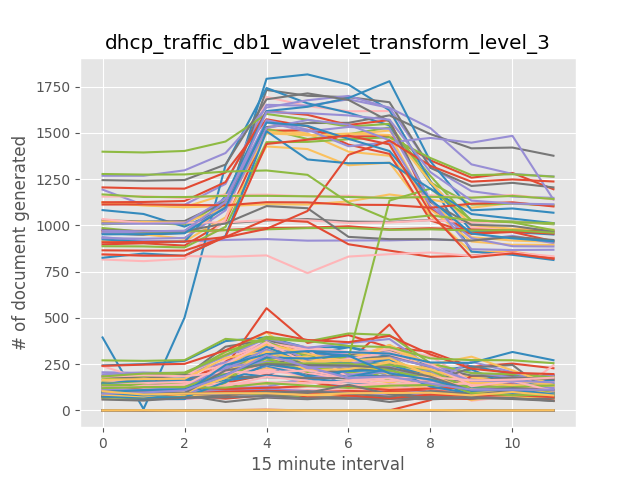 dhcp_traffic_db1_wavelet_transform_level_3
# of document generated
1750
1500
1250
1000
750
500
250
0
0 2 4 6 8 10
15 minute interval